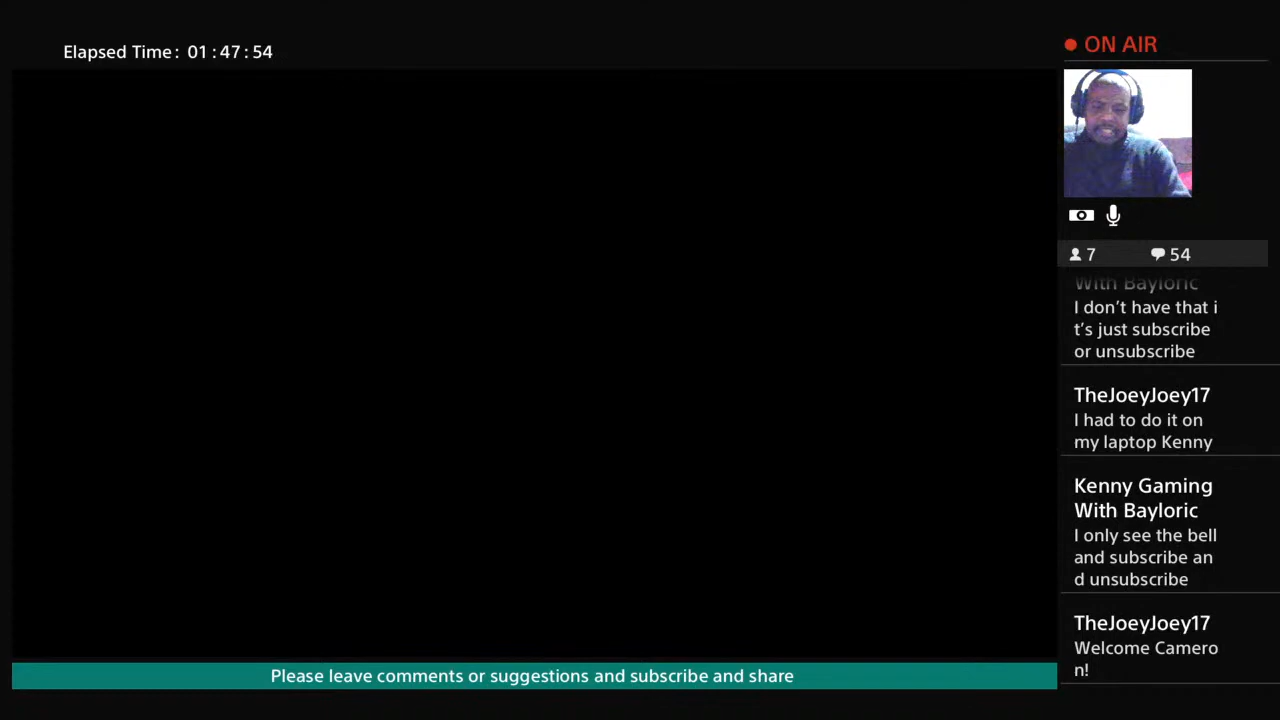 Elapsed Time: 01:47:54
ON AIR
7 54
With Bayloric
I don't have that i
t's just subscribe
or unsubscribe
TheJoeyJoey17
I had to do it on
my laptop Kenny
Kenny Gaming
With Bayloric
I only see the bell
and subscribe an
d unsubscribe
TheJoeyJoey17
Welcome Camero
n!
Please leave comments or suggestions and subscribe and share